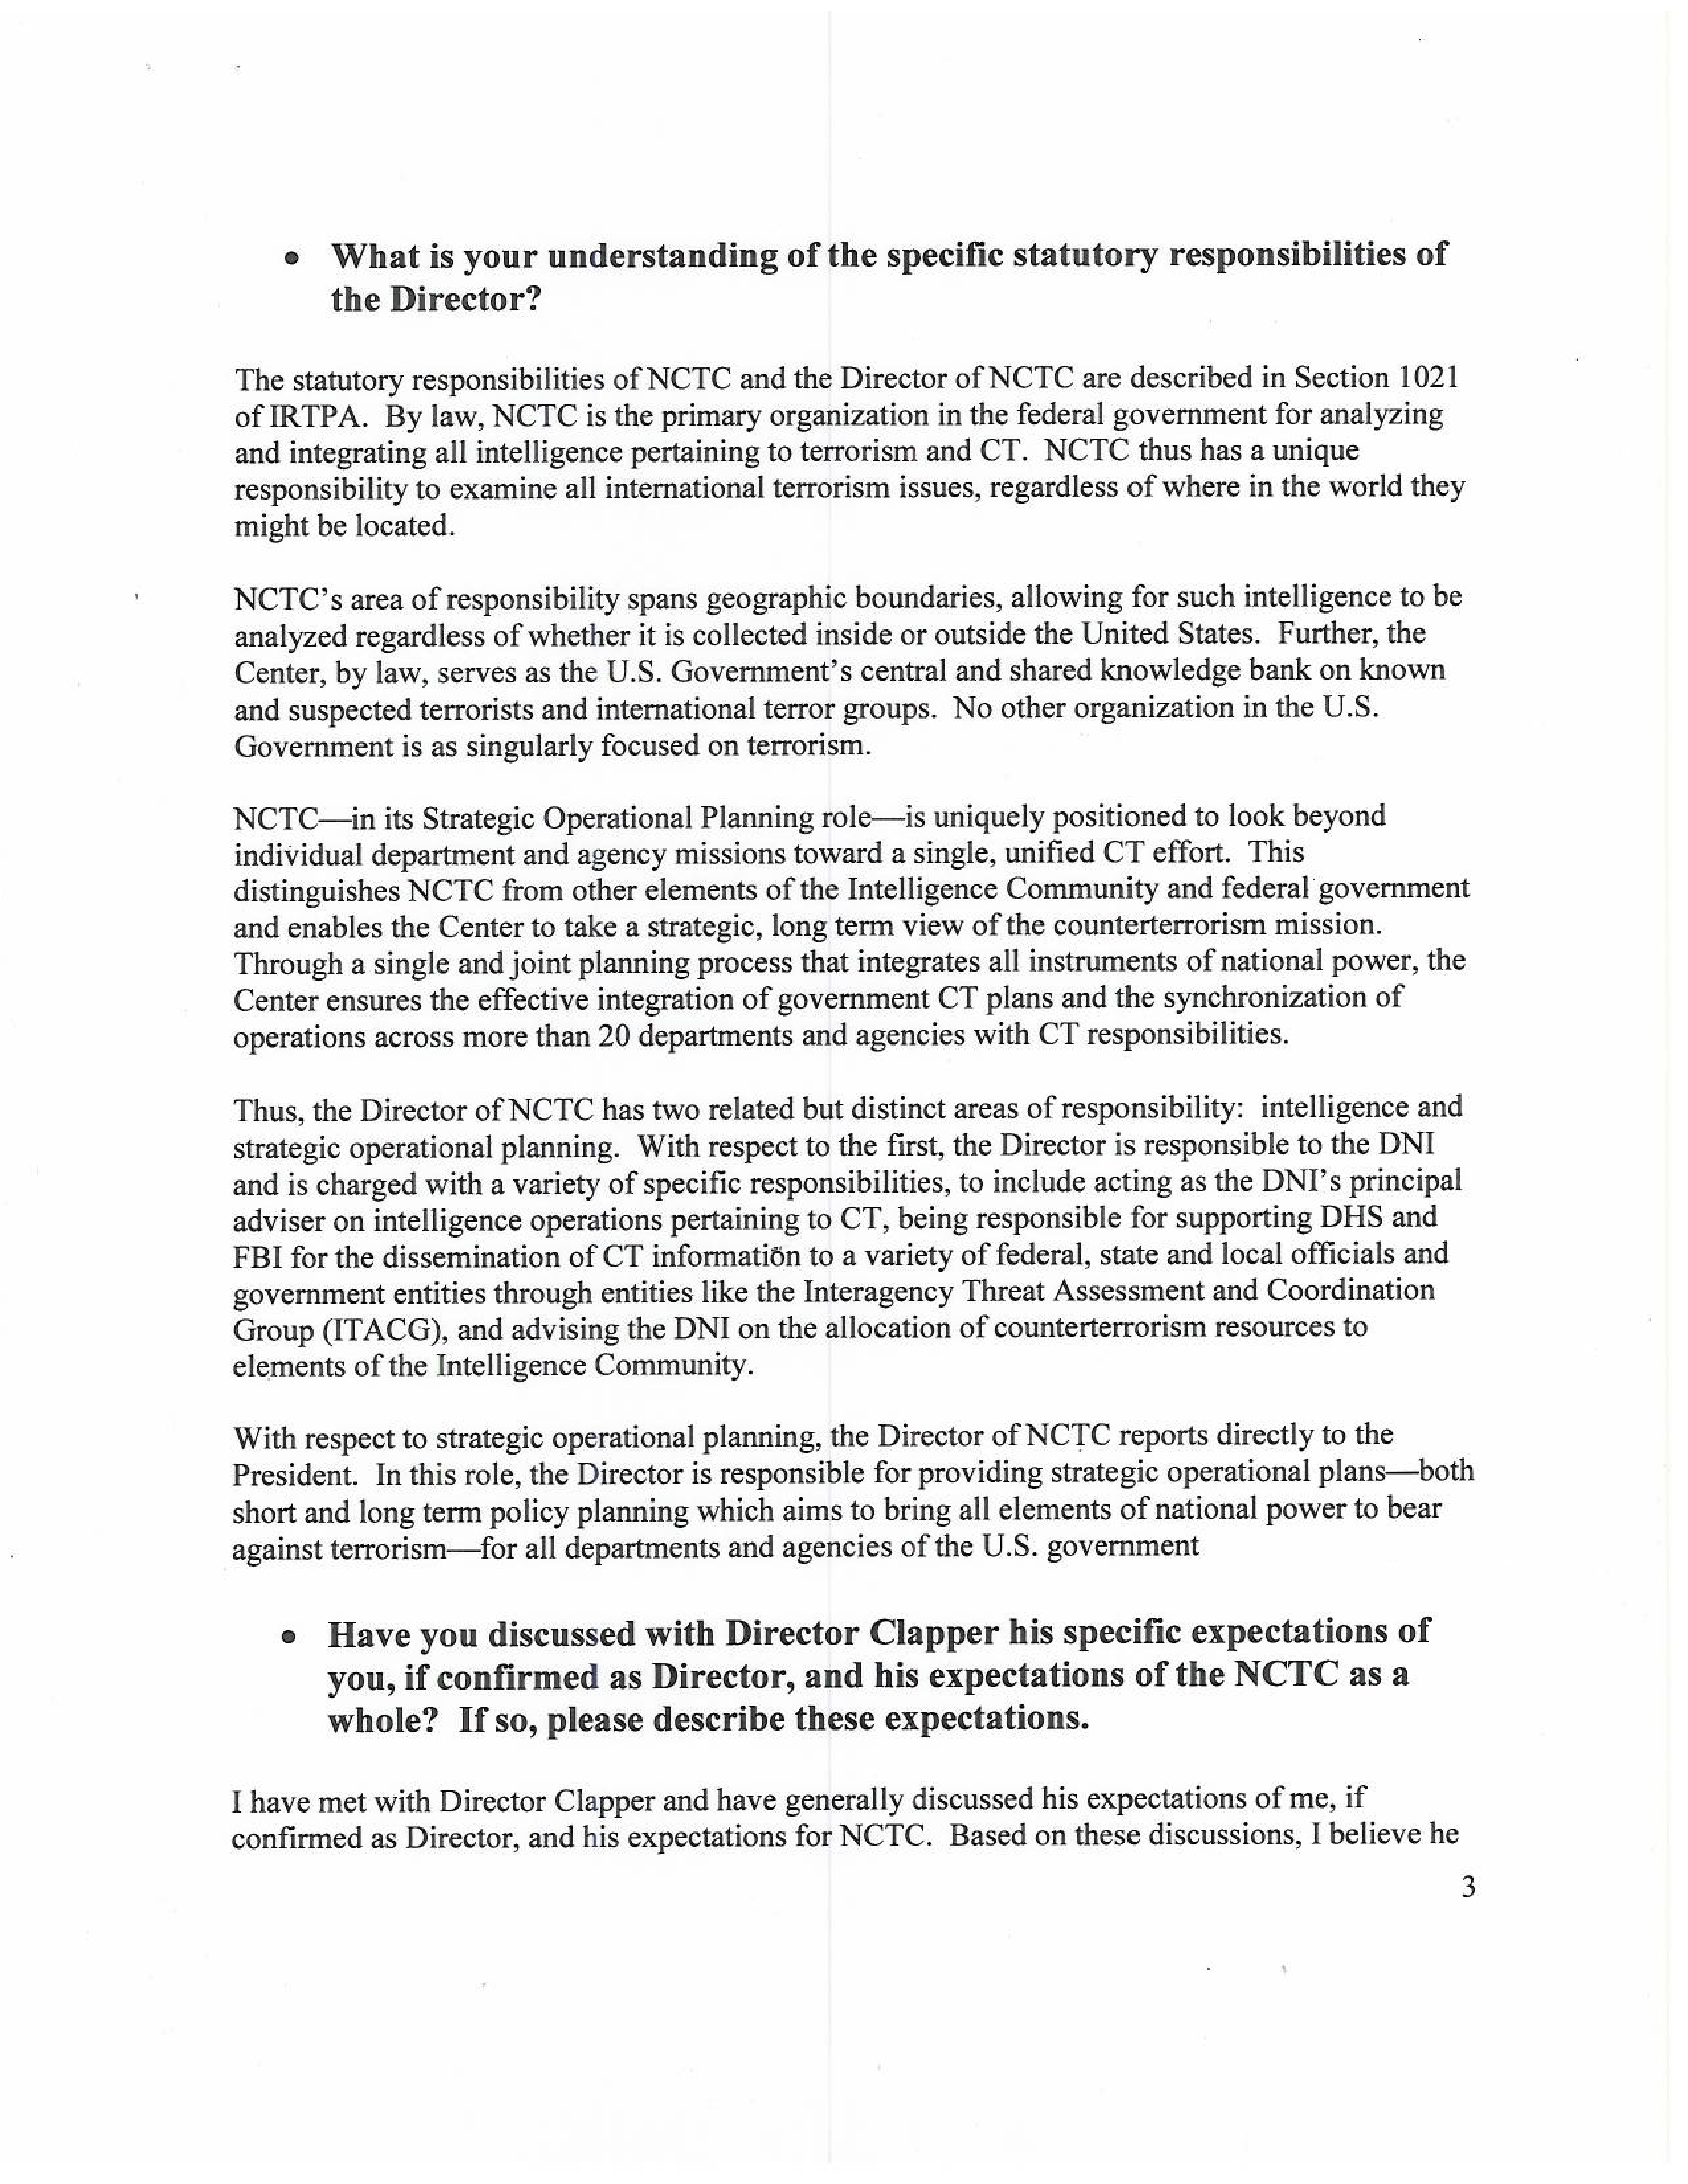 • What is your understanding of the specific statutory responsibilities of
the Director?
The statutory responsibilities of NCTC and the Director of NCTC are described in Section 1021
of IRTPA. By law, NCTC is the primary organization in the federal government for analyzing
and integrating all intelligence pertaining to terrorism and CT. NCTC thus has a unique
responsibility to examine all international terrorism issues, regardless of where in the world they
might be located.
NCTC's area of responsibility spans geographic boundaries, allowing for such intelligence to be
analyzed regardless of whether it is collected inside or outside the United States. Further, the
Center, by law, serves as the U.S. Government's central and shared knowledge bank on known
and suspected terrorists and international terror groups. No other organization in the U.S.
Government is as singularly focused on terrorism.
NCTC—in its Strategic Operational Planning role—is uniquely positioned to look beyond
individual department and agency missions toward a single, unified CT effort. This
distinguishes NCTC from other elements of the Intelligence Community and federal government
and enables the Center to take a strategic, long term view of the counterterrorism mission.
Through a single and joint planning process that integrates all instruments of national power, the
Center ensures the effective integration of government CT plans and the synchronization of
operations across more than 20 departments and agencies with CT responsibilities.
Thus, the Director of NCTC has two related but distinct areas of responsibility: intelligence and
strategic operational planning. With respect to the first, the Director is responsible to the DNI
and is charged with a variety of specific responsibilities, to include acting as the DNI's principal
adviser on intelligence operations pertaining to CT, being responsible for supporting DHS and
FBI for the dissemination of CT information to a variety of federal, state and local officials and
government entities through entities like the Interagency Threat Assessment and Coordination
Group (ITACG), and advising the DNI on the allocation of counterterrorism resources to
elements of the Intelligence Community.
With respect to strategic operational planning, the Director of NCTC reports directly to the
President. In this role, the Director is responsible for providing strategic operational plans—both
short and long term policy planning which aims to bring all elements of national power to bear
against terrorism—for all departments and agencies of the U.S. government
• Have you discussed with Director Clapper his specific expectations of
you, if confirmed as Director, and his expectations of the NCTC as a
whole? If so, please describe these expectations.
I have met with Director Clapper and have generally discussed his expectations of me, if
confirmed as Director, and his expectations for NCTC. Based on these discussions, I believe he
3